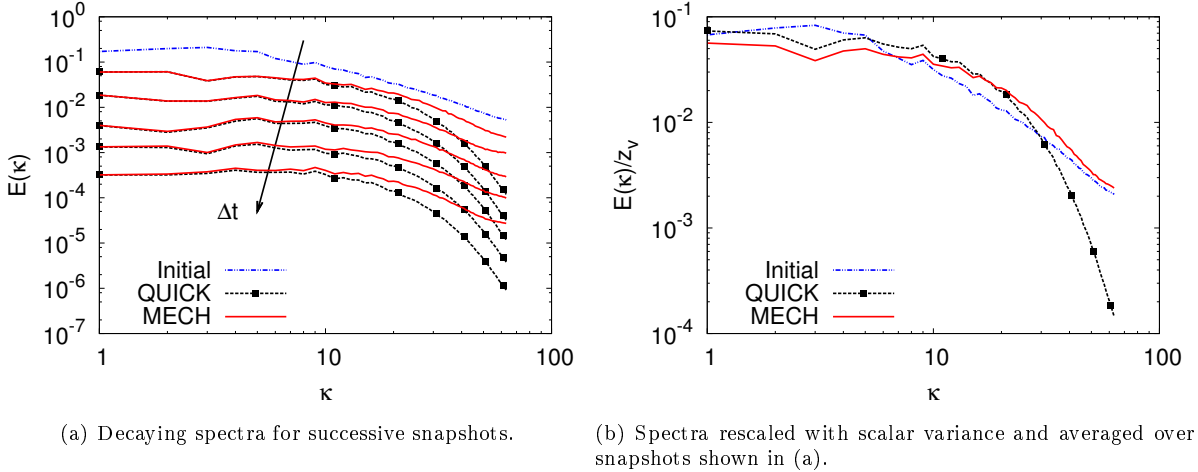 10^0
10^-1
10^-2
10^-3
10^-4
10^-5
10^-6
10^-7
E(κ)
Δt
Initial
QUICK
MECH
1
10
100
κ
(a) Decaying spectra for successive snapshots.
10^-1
10^-2
10^-3
10^-4
E(κ)/z_v
Initial
QUICK
MECH
1
10
100
κ
(b) Spectra rescaled with scalar variance and averaged over
snapshots shown in (a).